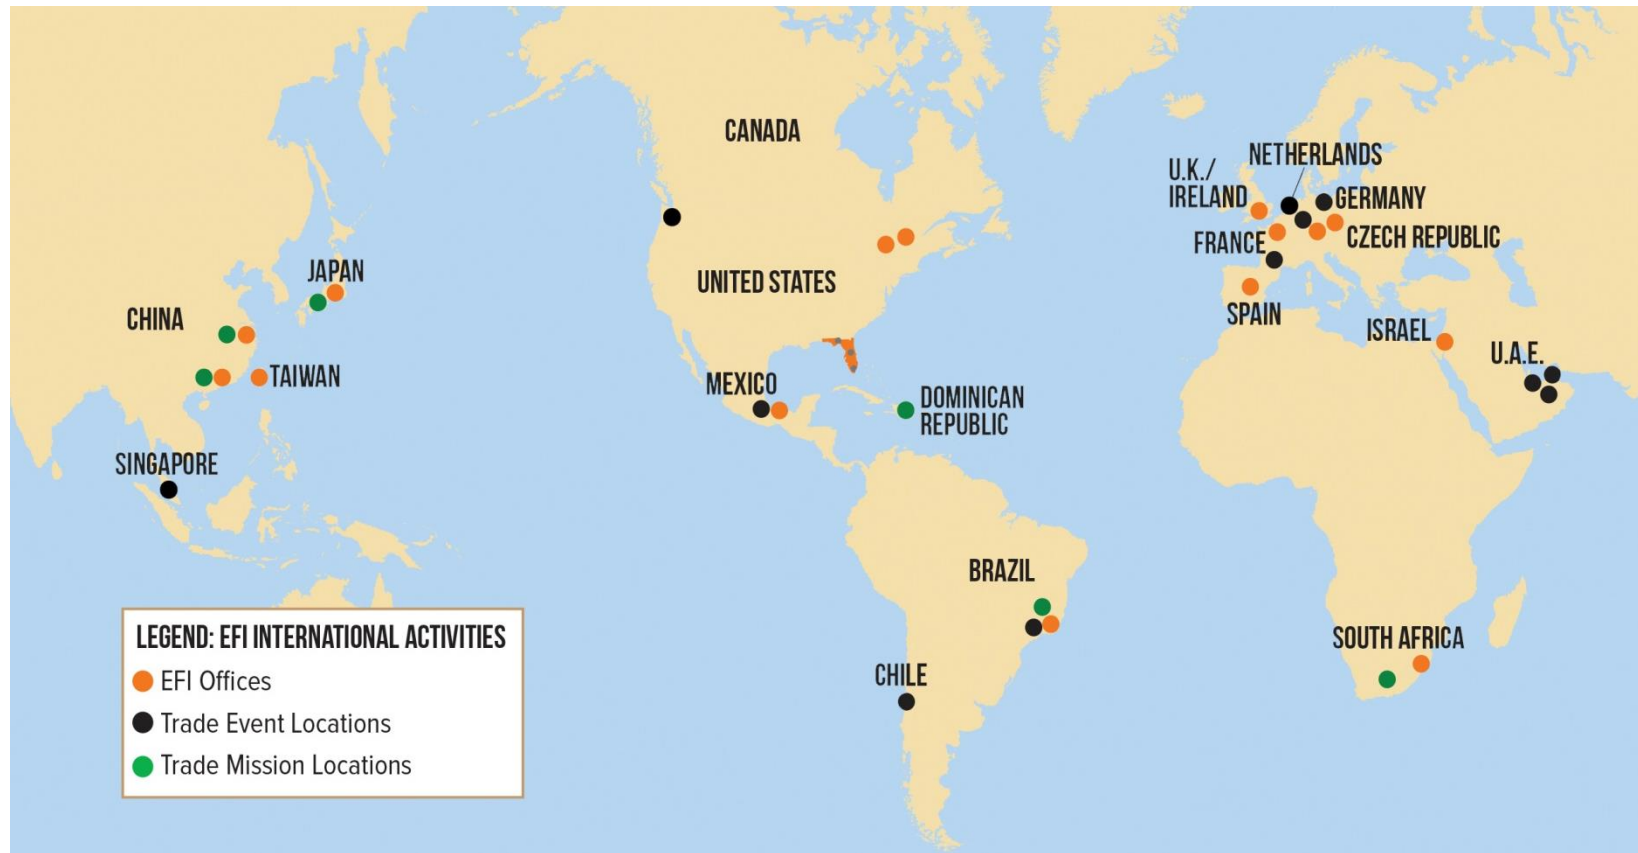 CANADA
NETHERLANDS
U.K./
IRELAND
GERMANY
FRANCE
CZECH REPUBLIC
JAPAN
UNITED STATES
CHINA
SPAIN
ISRAEL
U.A.E.
TAIWAN
MEXICO
DOMINICAN
REPUBLIC
SINGAPORE
BRAZIL
SOUTH AFRICA
CHILE
LEGEND: EFI INTERNATIONAL ACTIVITIES
EFI Offices
Trade Event Locations
Trade Mission Locations